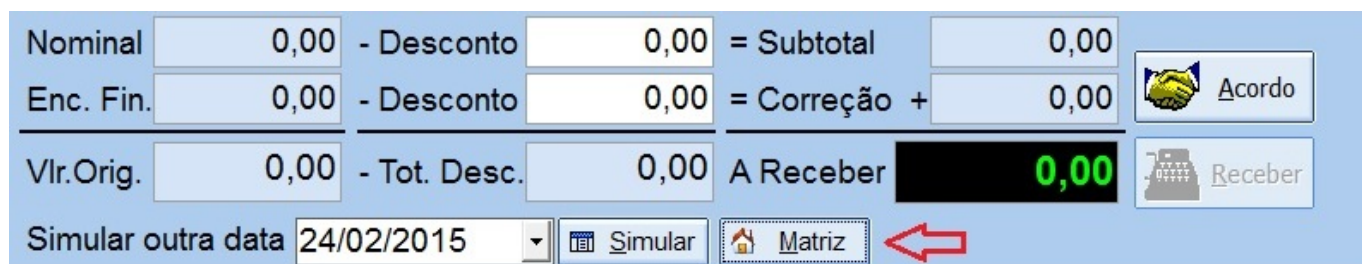 Nominal 0,00 - Desconto 0,00 = Subtotal 0,00
Enc. Fin. 0,00 - Desconto 0,00 = Correção + 0,00 Acordo
Vlr.Orig. 0,00 - Tot. Desc. 0,00 A Receber 0,00 Receber
Simular outra data 24/02/2015 Simular Matriz